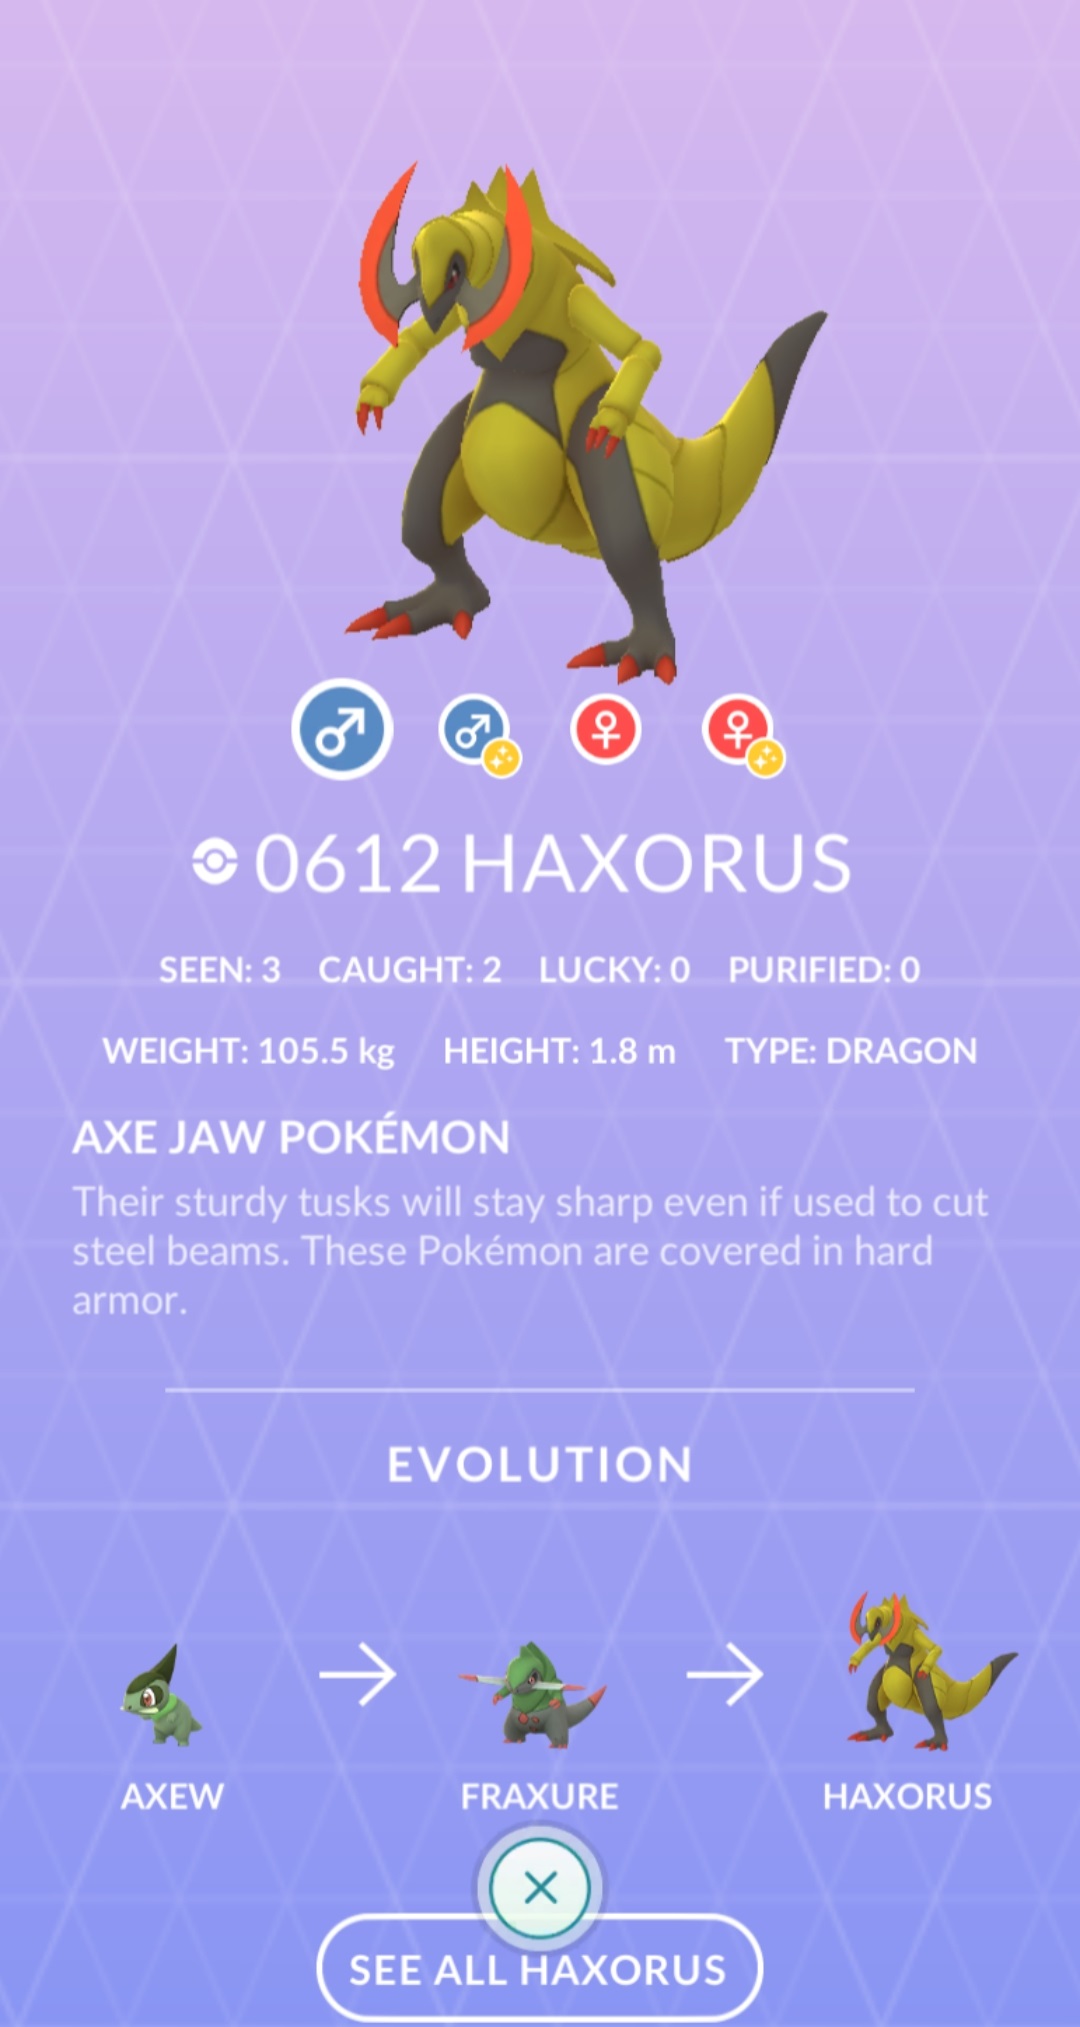 0612 HAXORUS
SEEN: 3 CAUGHT: 2 LUCKY: 0 PURIFIED: 0
WEIGHT: 105.5 kg HEIGHT: 1.8 m TYPE: DRAGON
AXE JAW POKÉMON
Their sturdy tusks will stay sharp even if used to cut
steel beams. These Pokémon are covered in hard
armor.
EVOLUTION
AXEW FRAXURE HAXORUS
SEE ALL HAXORUS